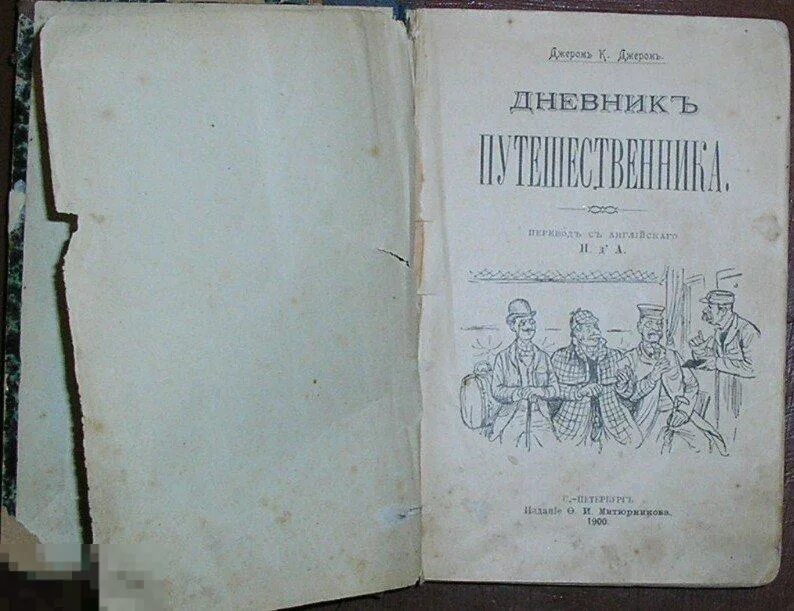 Джеромъ К. Джеромъ.
ДНЕВНИКЪ
ПУТЕШЕСТВЕННИКА.
ПЕРЕВОДЪ СЪ АНГЛІЙСКАГО
Н. д' А.
С.-ПЕТЕРБУРГЪ
Изданіе Ѳ. И. Митюрникова.
1900